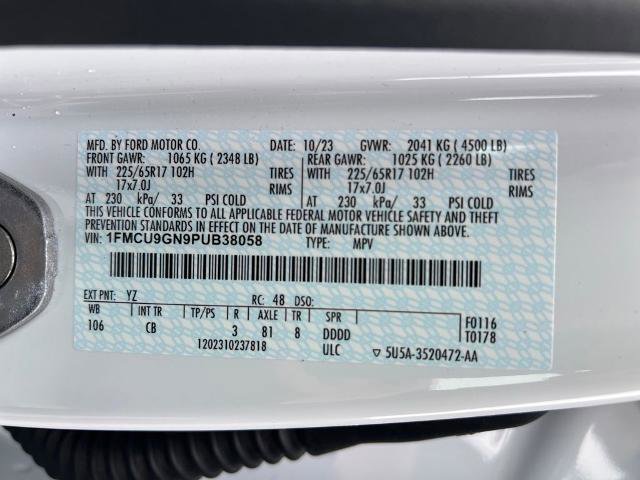 MFD. BY FORD MOTOR CO. DATE: 10/23 GVWR: 2041 KG ( 4500 LB)
FRONT GAWR: 1065 KG ( 2348 LB) REAR GAWR: 1025 KG ( 2260 LB)
WITH 225/65R17 102H TIRES WITH 225/65R17 102H TIRES
17x7.0J RIMS 17x7.0J RIMS
AT 230 kPa/ 33 PSI COLD AT 230 kPa/ 33 PSI COLD
THIS VEHICLE CONFORMS TO ALL APPLICABLE FEDERAL MOTOR VEHICLE SAFETY AND THEFT
PREVENTION STANDARDS IN EFFECT ON THE DATE OF MANUFACTURE SHOWN ABOVE.
VIN: 1FMCU9GN9PUB38058 TYPE: MPV
EXT PNT: YZ RC: 48 DSO:
WB INT TR TP/PS R AXLE TR SPR F0116
106 CB 3 81 8 DDDD T0178
1202310237818 ULC 5U5A-3520472-AA